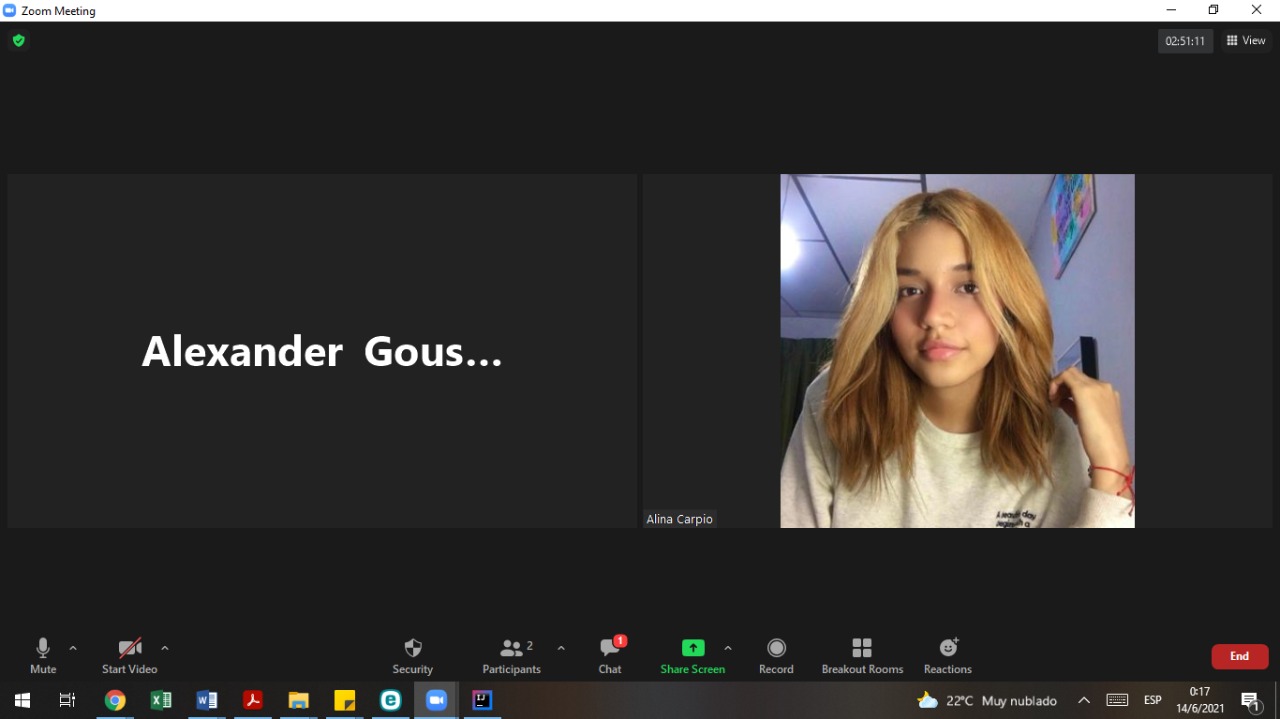 Zoom Meeting
02:51:11
View
Alexander Gous...
Alina Carpio
Mute
Start Video
Security
2
Participants
1
Chat
Share Screen
Record
Breakout Rooms
Reactions
End
22°C Muy nublado
ESP
0:17
14/6/2021
1